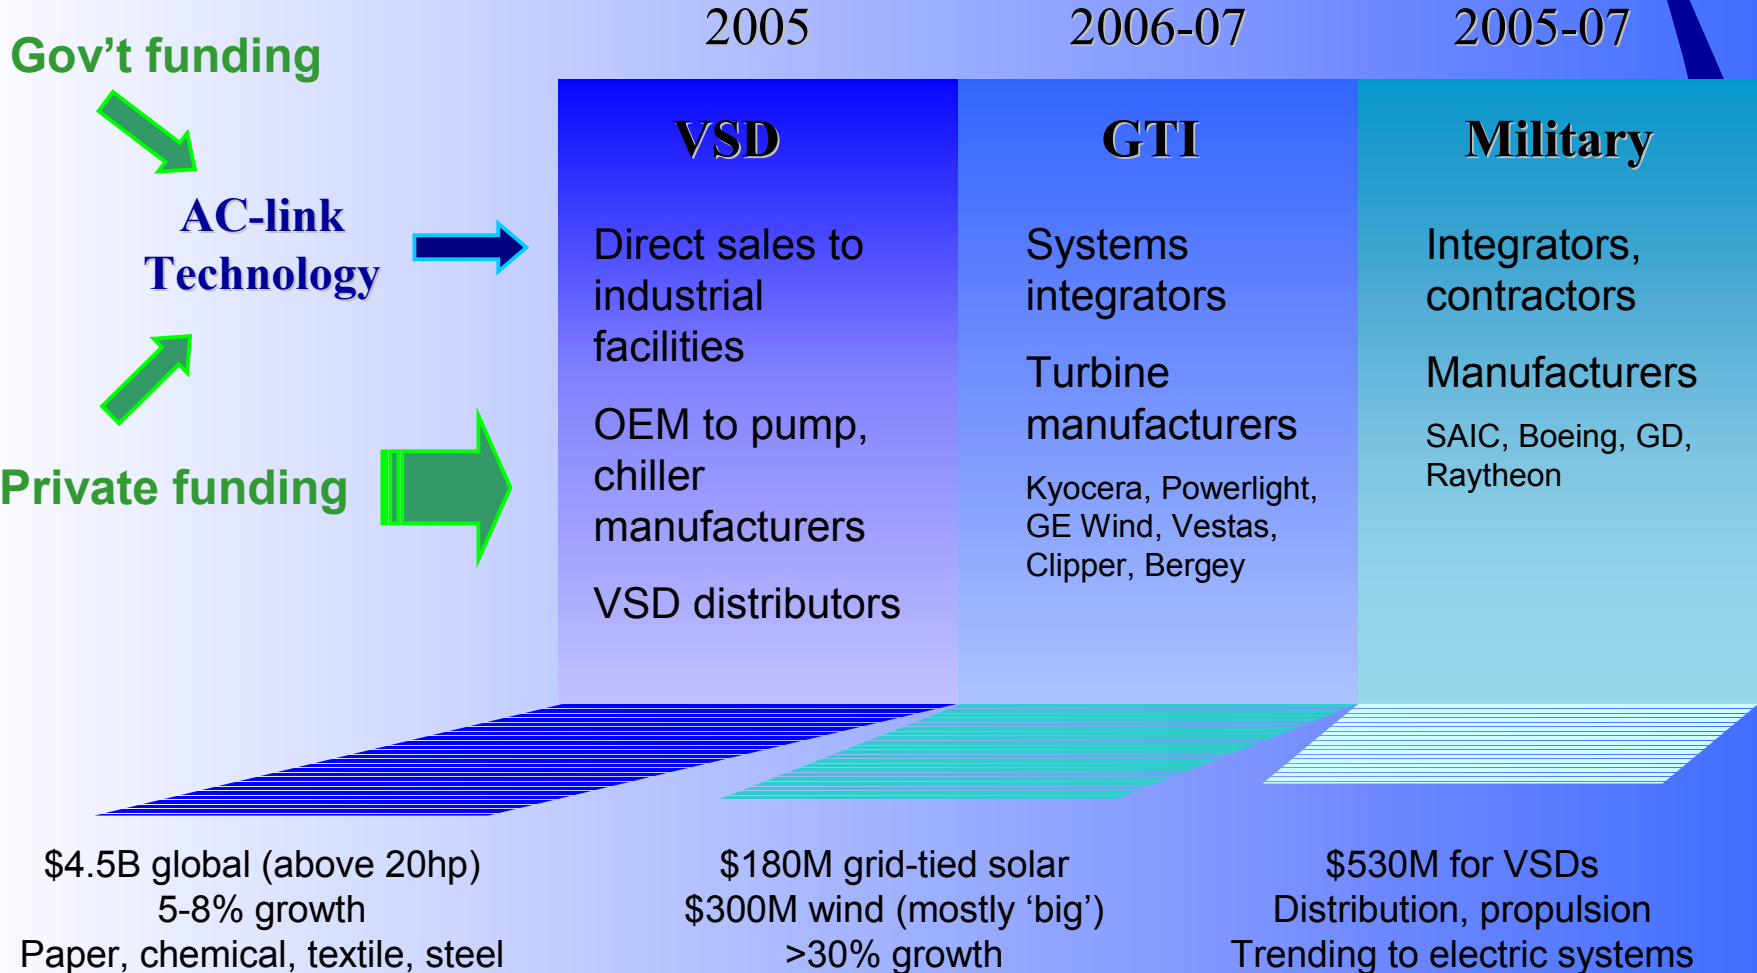 Gov't funding
AC-link
Technology
Private funding
2005
VSD
Direct sales to
industrial
facilities
OEM to pump,
chiller
manufacturers
VSD distributors
2006-07
GTI
Systems
integrators
Turbine
manufacturers
Kyocera, Powerlight,
GE Wind, Vestas,
Clipper, Bergey
2005-07
Military
Integrators,
contractors
Manufacturers
SAIC, Boeing, GD,
Raytheon
$4.5B global (above 20hp)
5-8% growth
Paper, chemical, textile, steel
$180M grid-tied solar
$300M wind (mostly ‘big’)
>30% growth
$530M for VSDs
Distribution, propulsion
Trending to electric systems